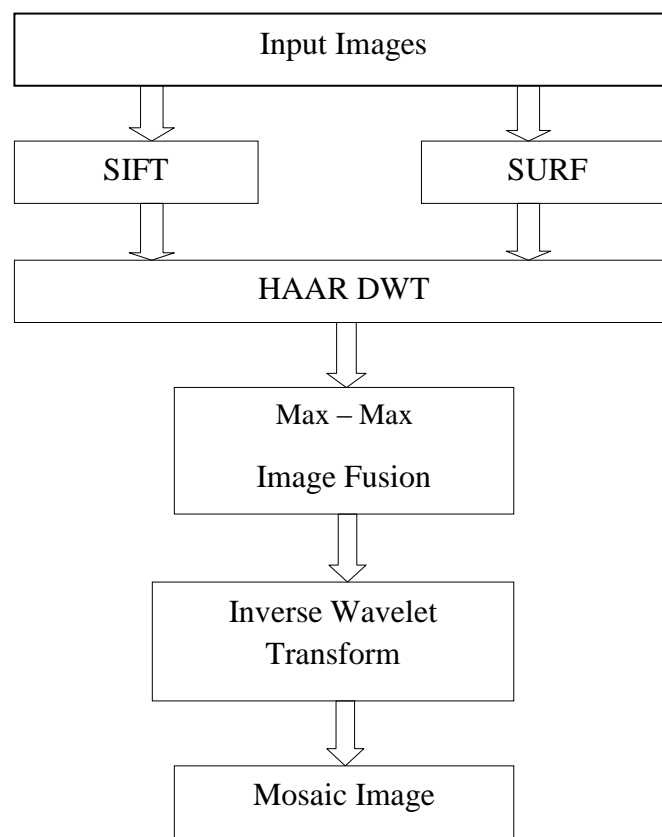 Input Images
SIFT
SURF
HAAR DWT
Max – Max
Image Fusion
Inverse Wavelet
Transform
Mosaic Image